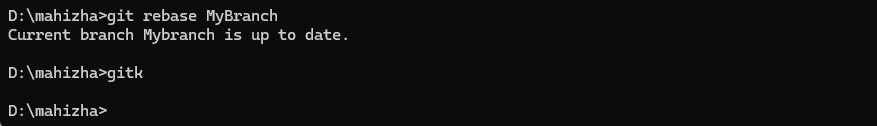 D:\mahizha>git rebase MyBranch
Current branch Mybranch is up to date.
D:\mahizha>gitk
D:\mahizha>